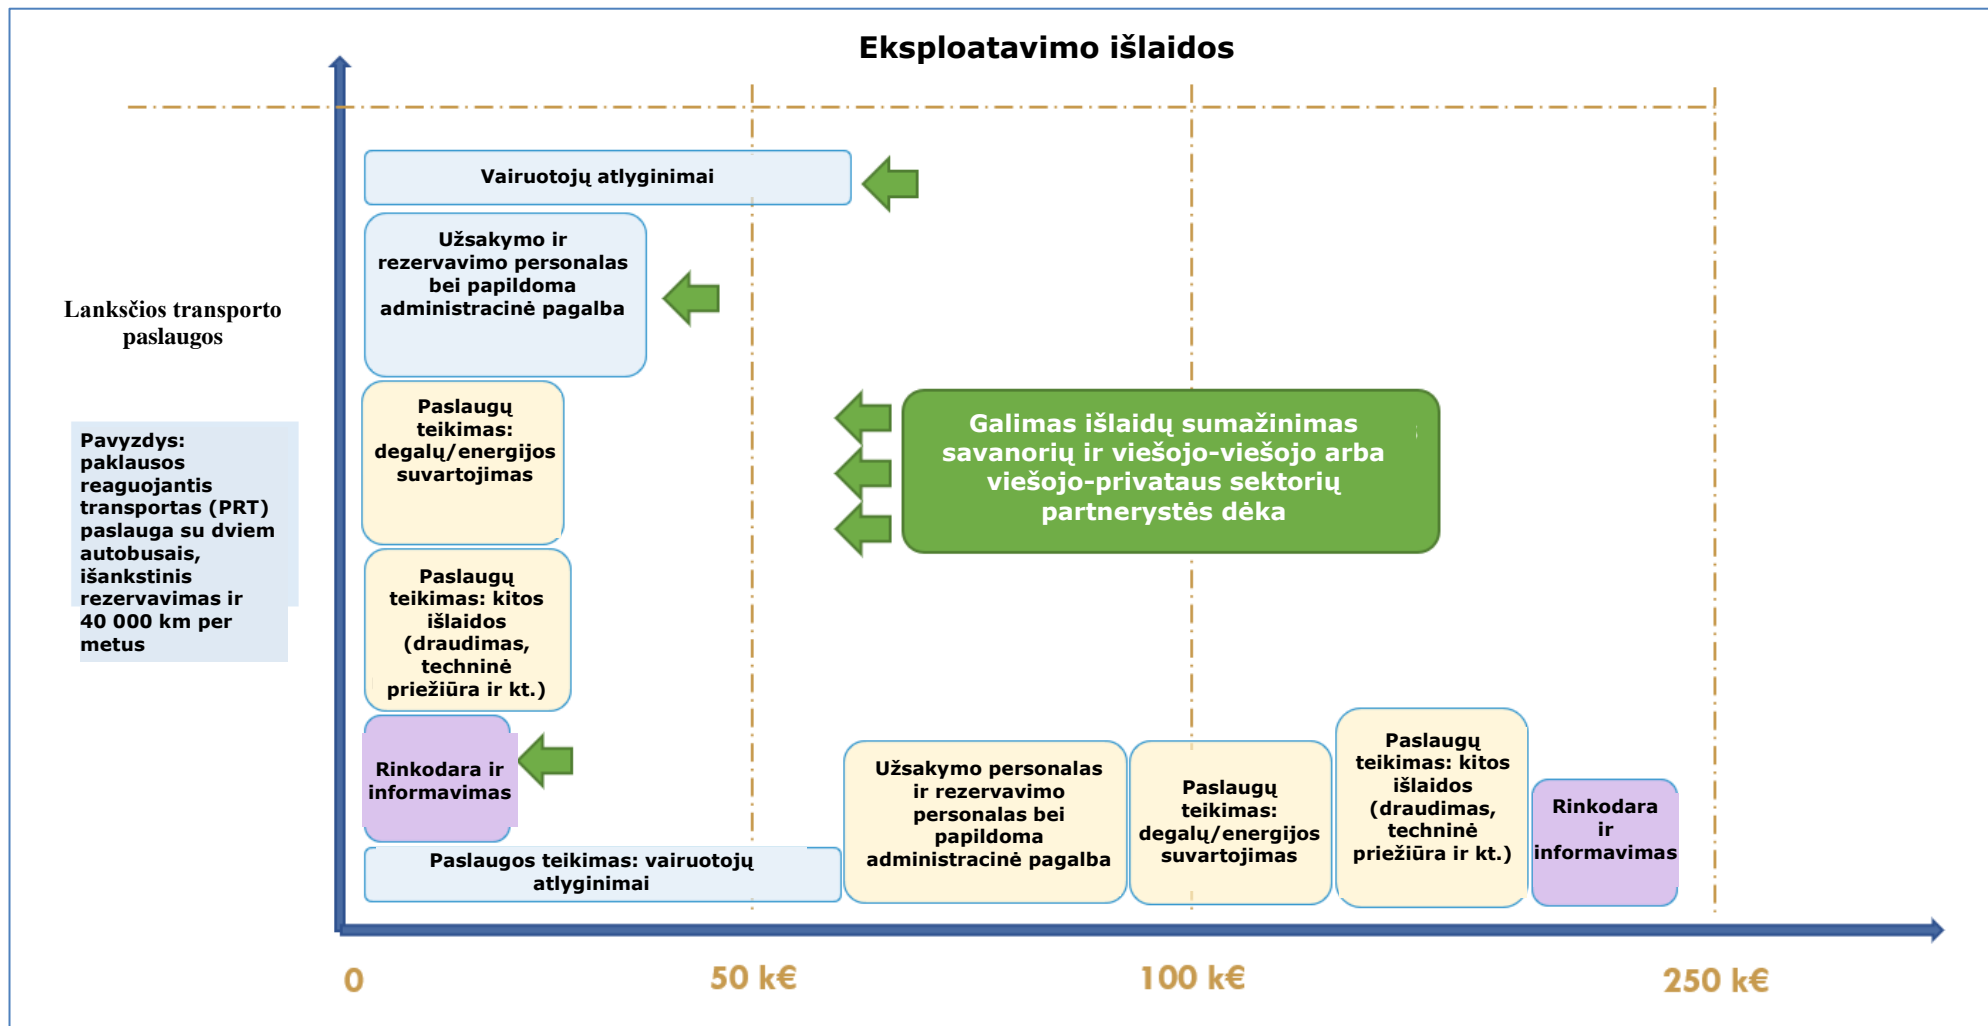 Eksploatavimo išlaidos
Vairuotojų atlyginimai
Užsakymo ir
rezervavimo personalas
bei papildoma
administracinė pagalba
Lanksčios transporto
paslaugos
Paslaugų
teikimas:
degalų/energijos
suvartojimas
Galimas išlaidų sumažinimas
savanorių ir viešojo-viešojo arba
viešojo-privataus sektorių
partnerystės dėka
Pavyzdys:
paklausos
reaguojantis
transportas (PRT)
paslauga su dviem
autobusais,
išankstinis
rezervavimas ir
40 000 km per
metus
Paslaugų
teikimas: kitos
išlaidos
(draudimas,
techninė
priežiūra ir kt.)
Rinkodara ir
informavimas
Paslaugos teikimas: vairuotojų
atlyginimai
Užsakymo personalas
ir rezervavimo
personalas bei
papildoma
administracinė pagalba
Paslaugų
teikimas:
degalų/energijos
suvartojimas
Paslaugų
teikimas: kitos
išlaidos
(draudimas,
techninė
priežiūra ir kt.)
Rinkodara
ir
informavimas
0
50 k€
100 k€
250 k€